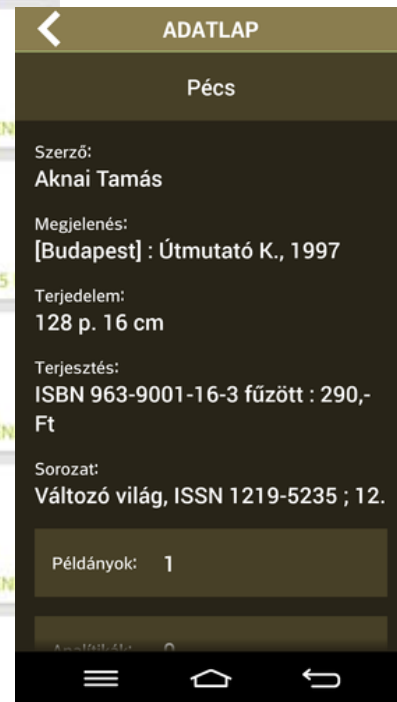 ADATLAP
Pécs
Szerző:
Aknai Tamás
Megjelenés:
[Budapest] : Útmutató K., 1997
Terjedelem:
128 p. 16 cm
Terjesztés:
ISBN 963-9001-16-3 fűzött : 290,-
Ft
Sorozat:
Változó világ, ISSN 1219-5235 ; 12.
Példányok: 1
Analitikák: